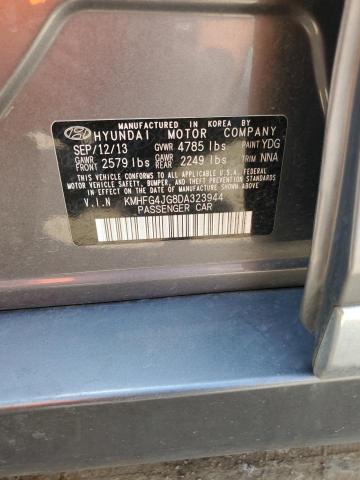 MANUFACTURED IN KOREA BY
HYUNDAI MOTOR COMPANY
SEP/12/13 GVWR 4785 lbs PAINT YDG
GAWR FRONT 2579 lbs GAWR REAR 2249 lbs TRIM NNA
THIS VEHICLE CONFORMS TO ALL APPLICABLE U.S.A. FEDERAL
MOTOR VEHICLE SAFETY, BUMPER, AND THEFT PREVENTION STANDARDS
IN EFFECT ON THE DATE OF MANUFACTURE SHOWN ABOVE.
V.I.N KMHFG4JG8DA323944
PASSENGER CAR